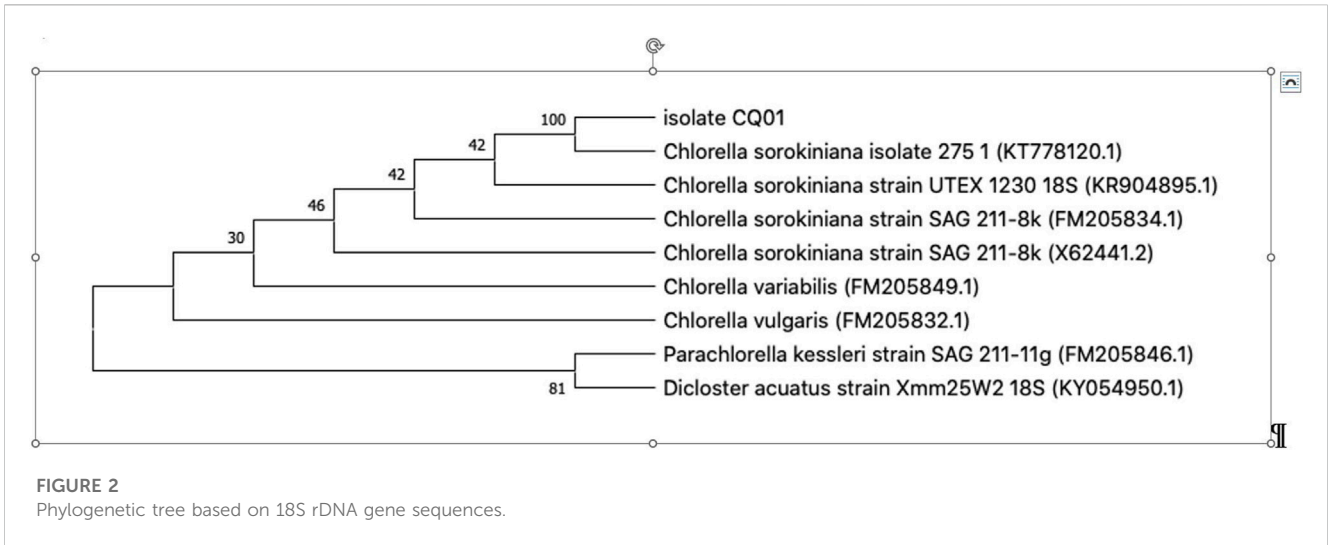 100
isolate CQ01
Chlorella sorokiniana isolate 275 1 (KT778120.1)
42
Chlorella sorokiniana strain UTEX 1230 18S (KR904895.1)
42
Chlorella sorokiniana strain SAG 211-8k (FM205834.1)
46
Chlorella sorokiniana strain SAG 211-8k (X62441.2)
30
Chlorella variabilis (FM205849.1)
Chlorella vulgaris (FM205832.1)
Parachlorella kessleri strain SAG 211-11g (FM205846.1)
81
Dicloster acuatus strain Xmm25W2 18S (KY054950.1)
¶
FIGURE 2
Phylogenetic tree based on 18S rDNA gene sequences.